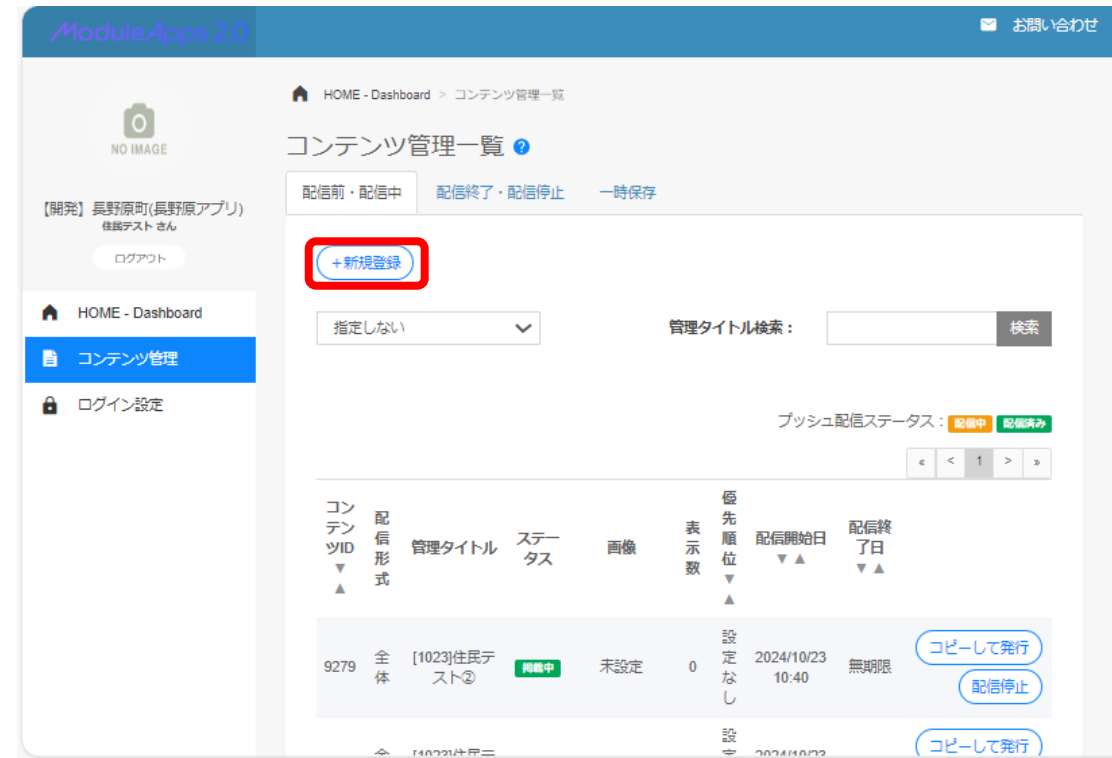 ModuleApps 2.0
お問い合わせ
NO IMAGE
【開発】長野原町(長野原アプリ)
住民テスト さん
ログアウト
HOME - Dashboard
コンテンツ管理
ログイン設定
HOME - Dashboard > コンテンツ管理一覧
コンテンツ管理一覧 ?
配信前・配信中 配信終了・配信停止 一時保存
+新規登録
指定しない 管理タイトル検索： 検索
プッシュ配信ステータス： 配信中 配信済み
« < 1 > »
コンテンツID ▼ ▲ 配信形式 管理タイトル ステータス 画像 表示数 優先順位 ▼ ▲ 配信開始日 ▼ ▲ 配信終了日 ▼ ▲
9279 全体 [1023]住民テスト② 掲載中 未設定 0 設定なし 2024/10/23 10:40 無期限 コピーして発行
配信停止
コピーして発行